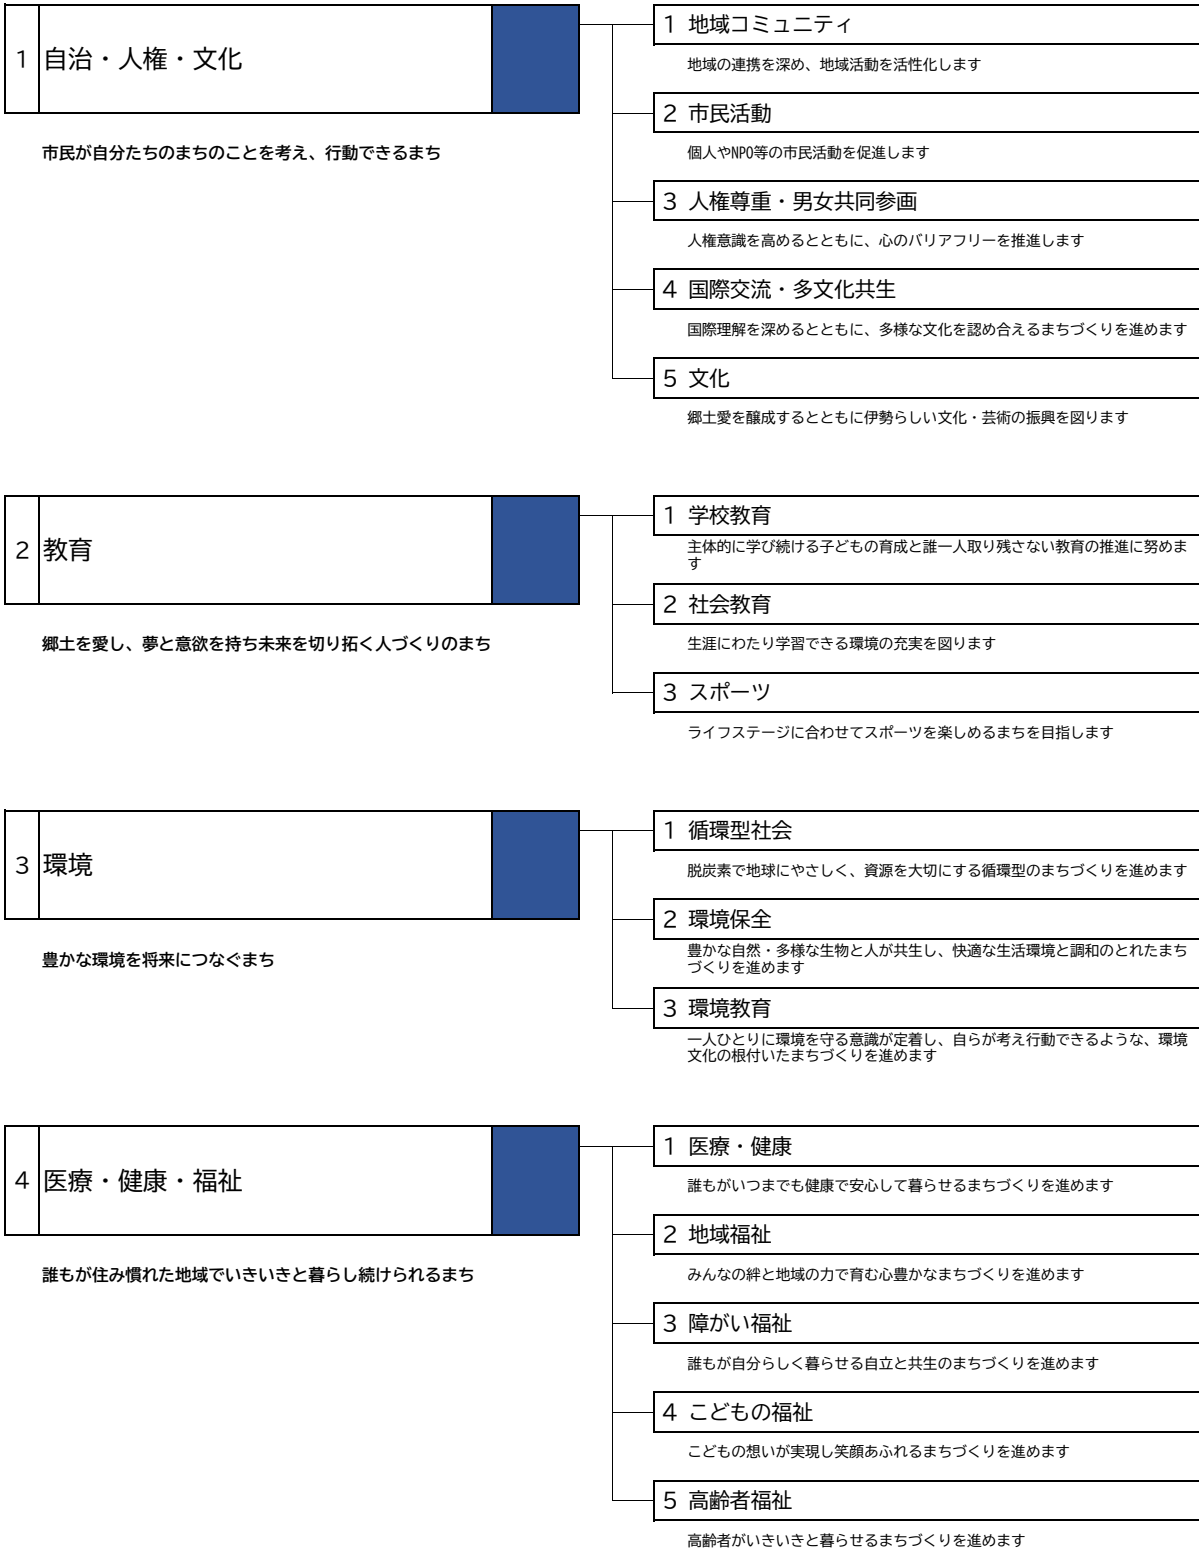 1 自治・人権・文化
市民が自分たちのまちのことを考え、行動できるまち
1 地域コミュニティ
地域の連携を深め、地域活動を活性化します
2 市民活動
個人やNPO等の市民活動を促進します
3 人権尊重・男女共同参画
人権意識を高めるとともに、心のバリアフリーを推進します
4 国際交流・多文化共生
国際理解を深めるとともに、多様な文化を認め合えるまちづくりを進めます
5 文化
郷土愛を醸成するとともに伊勢らしい文化・芸術の振興を図ります
2 教育
郷土を愛し、夢と意欲を持ち未来を切り拓く人づくりのまち
1 学校教育
主体的に学び続ける子どもの育成と誰一人取り残さない教育の推進に努めま
す
2 社会教育
生涯にわたり学習できる環境の充実を図ります
3 スポーツ
ライフステージに合わせてスポーツを楽しめるまちを目指します
3 環境
豊かな環境を将来につなぐまち
1 循環型社会
脱炭素で地球にやさしく、資源を大切にする循環型のまちづくりを進めます
2 環境保全
豊かな自然・多様な生物と人が共生し、快適な生活環境と調和のとれたまち
づくりを進めます
3 環境教育
一人ひとりに環境を守る意識が定着し、自らが考え行動できるような、環境
文化の根付いたまちづくりを進めます
4 医療・健康・福祉
誰もが住み慣れた地域でいきいきと暮らし続けられるまち
1 医療・健康
誰もがいつまでも健康で安心して暮らせるまちづくりを進めます
2 地域福祉
みんなの絆と地域の力で育む心豊かなまちづくりを進めます
3 障がい福祉
誰もが自分らしく暮らせる自立と共生のまちづくりを進めます
4 こどもの福祉
こどもの想いが実現し笑顔あふれるまちづくりを進めます
5 高齢者福祉
高齢者がいきいきと暮らせるまちづくりを進めます